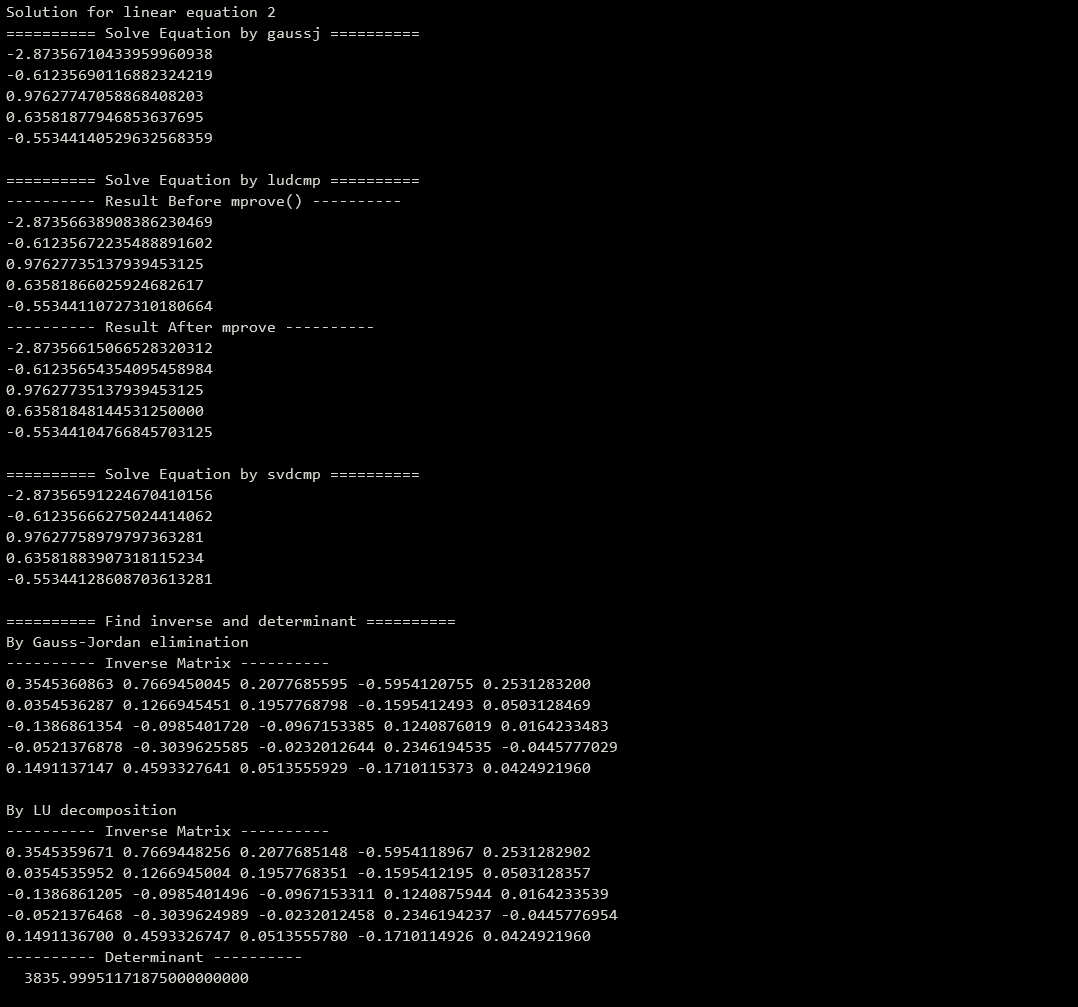 Solution for linear equation 2
========== Solve Equation by gaussj ==========
-2.87356710433959960938
-0.61235690116882324219
0.97627747058868408203
0.63581877946853637695
-0.55344140529632568359
========== Solve Equation by ludcmp ==========
---------- Result Before mprove() ----------
-2.87356638908386230469
-0.61235672235488891602
0.97627735137939453125
0.63581866025924682617
-0.55344110727310180664
---------- Result After mprove ----------
-2.87356615066528320312
-0.61235654354095458984
0.97627735137939453125
0.63581848144531250000
-0.55344104766845703125
========== Solve Equation by svdcmp ==========
-2.87356591224670410156
-0.61235666275024414062
0.97627758979797363281
0.63581883907318115234
-0.55344128608703613281
========== Find inverse and determinant ==========
By Gauss-Jordan elimination
---------- Inverse Matrix ----------
0.3545360863 0.7669450045 0.2077685595 -0.5954120755 0.2531283200
0.0354536287 0.1266945451 0.1957768798 -0.1595412493 0.0503128469
-0.1386861354 -0.0985401720 -0.0967153385 0.1240876019 0.0164233483
-0.0521376878 -0.3039625585 -0.0232012644 0.2346194535 -0.0445777029
0.1491137147 0.4593327641 0.0513555929 -0.1710115373 0.0424921960
By LU decomposition
---------- Inverse Matrix ----------
0.3545359671 0.7669448256 0.2077685148 -0.5954118967 0.2531282902
0.0354535952 0.1266945004 0.1957768351 -0.1595412195 0.0503128357
-0.1386861205 -0.0985401496 -0.0967153311 0.1240875944 0.0164233539
-0.0521376468 -0.3039624989 -0.0232012458 0.2346194237 -0.0445776954
0.1491136700 0.4593326747 0.0513555780 -0.1710114926 0.0424921960
---------- Determinant ----------
3835.99951171875000000000